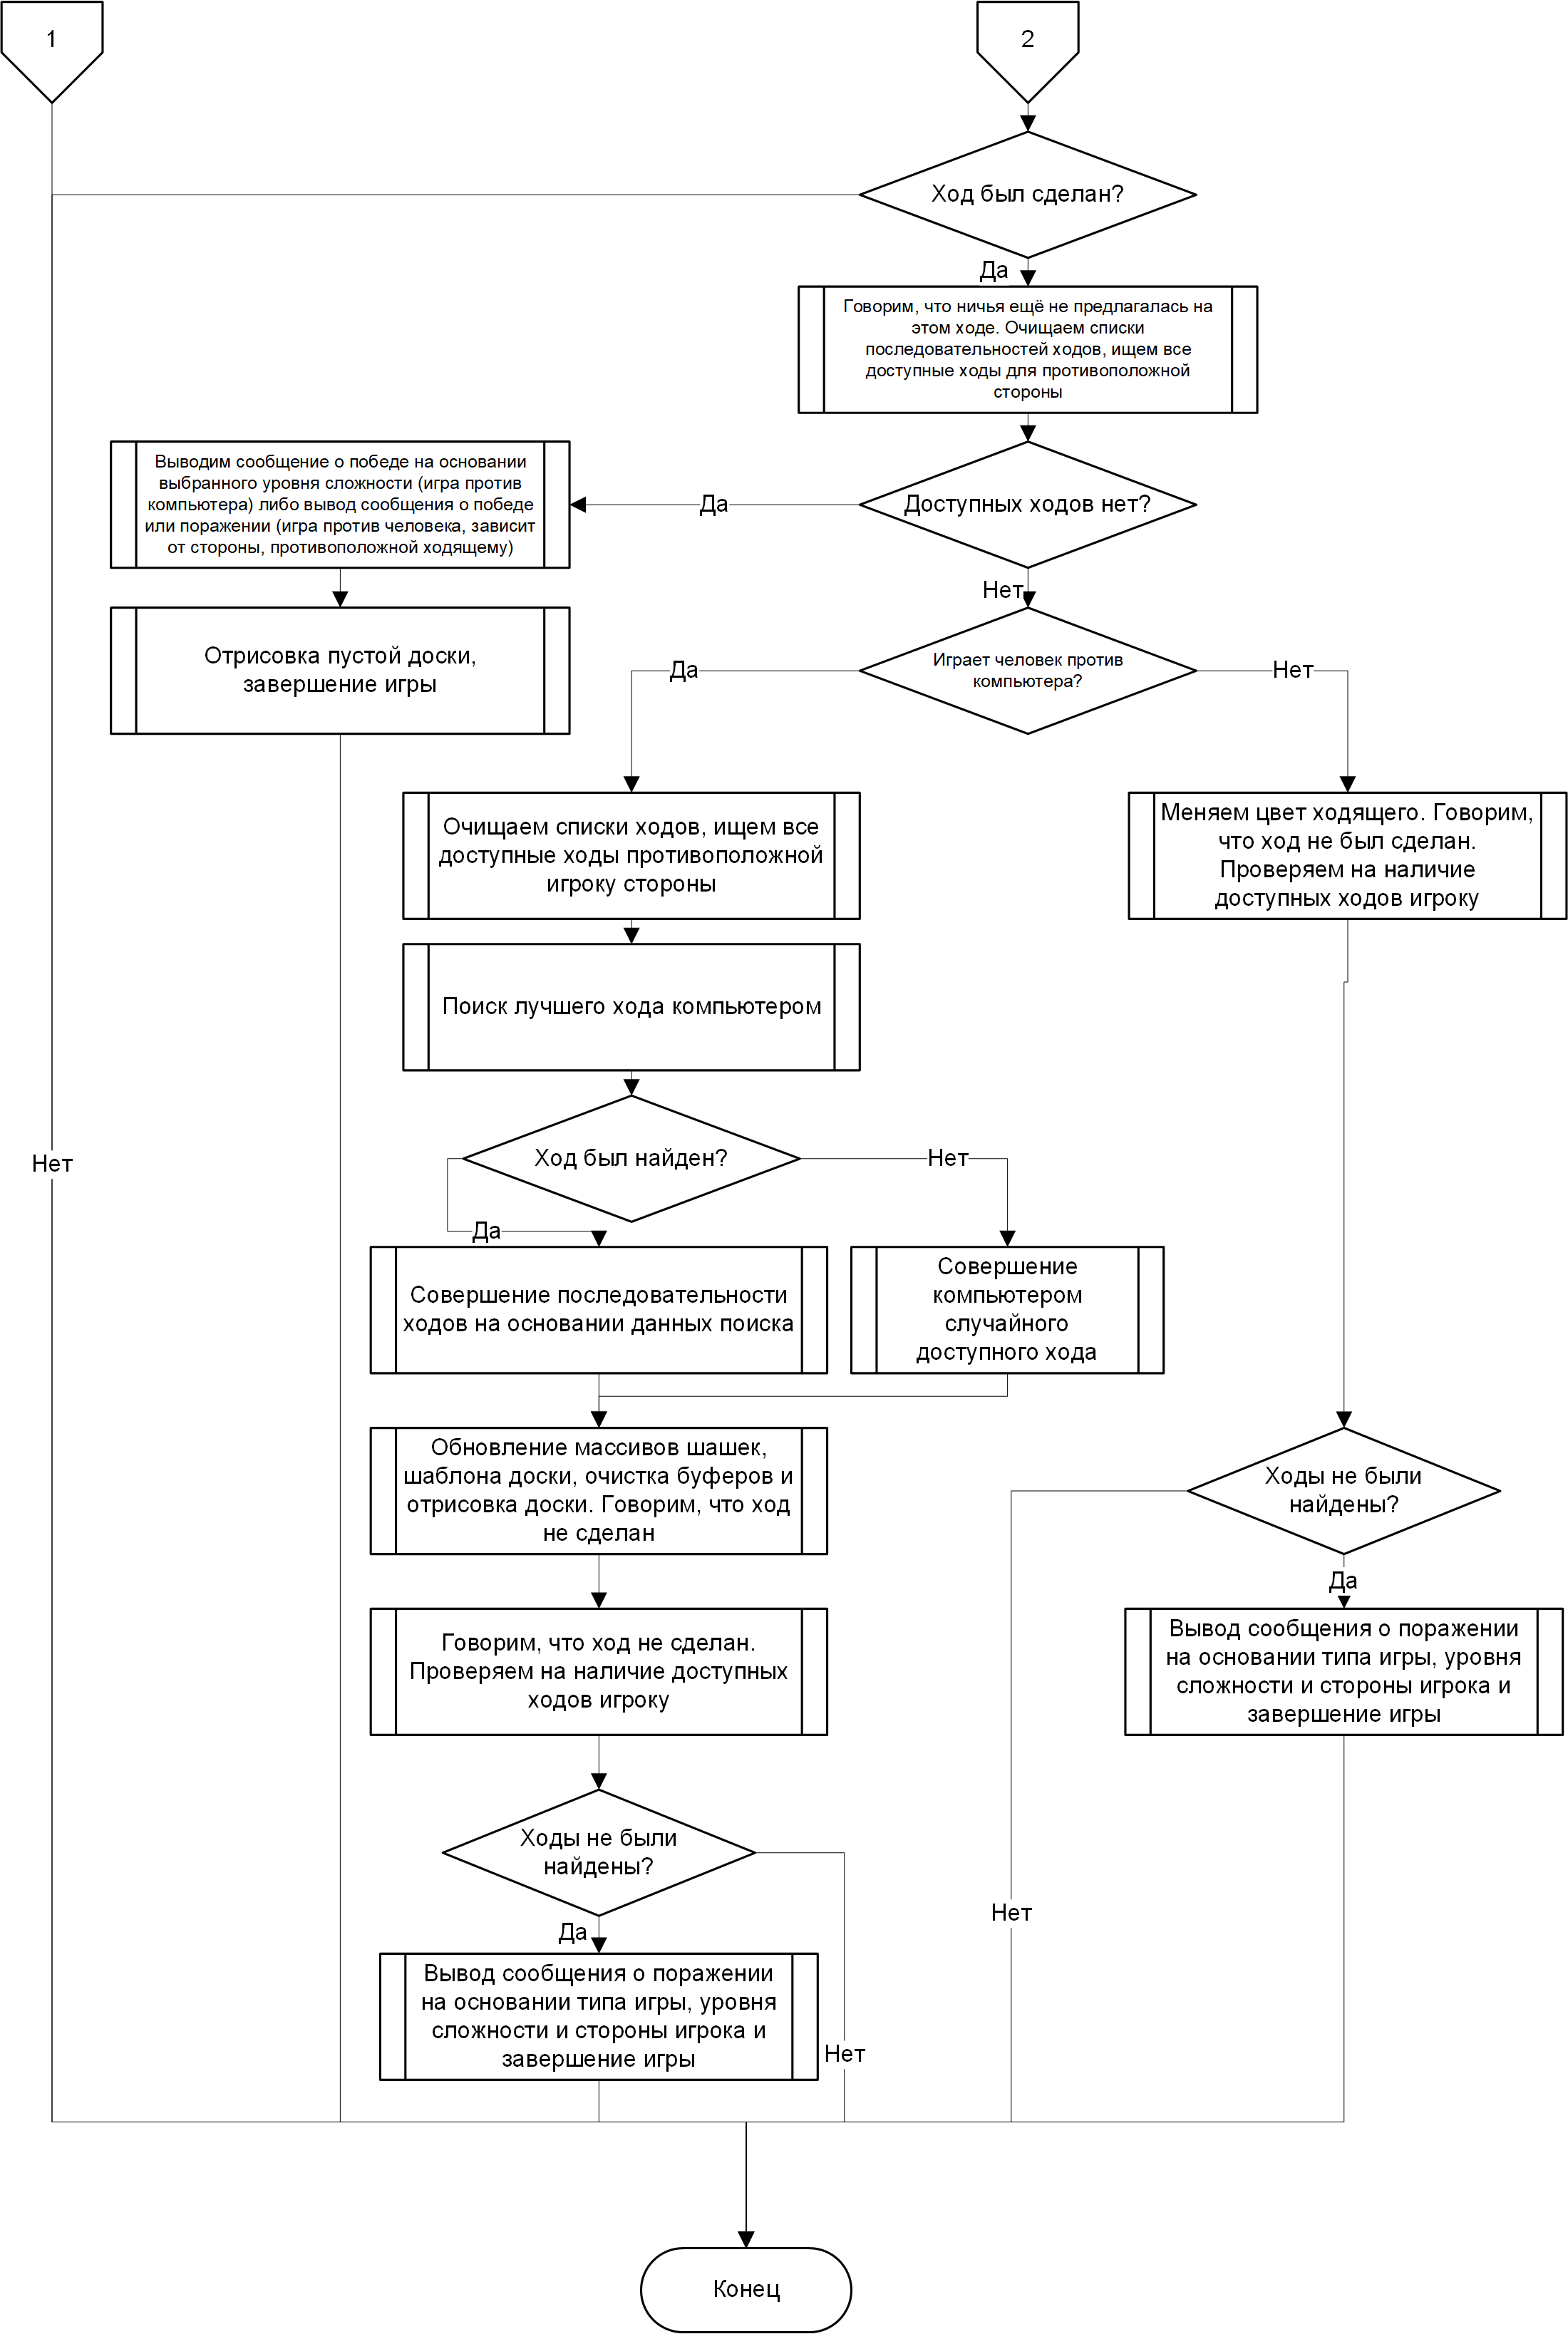 1
2
Ход был сделан?
Да
Говорим, что ничья ещё не предлагалась на
этом ходе. Очищаем списки
последовательностей ходов, ищем все
доступные ходы для противоположной
стороны
Выводим сообщение о победе на основании
выбранного уровня сложности (игра против
компьютера) либо вывод сообщения о победе
или поражении (игра против человека, зависит
от стороны, противоположной ходящему)
Да
Доступных ходов нет?
Нет
Отрисовка пустой доски,
завершение игры
Да
Играет человек против
компьютера?
Нет
Очищаем списки ходов, ищем все
доступные ходы противоположной
игроку стороны
Меняем цвет ходящего. Говорим,
что ход не был сделан.
Проверяем на наличие
доступных ходов игроку
Поиск лучшего хода компьютером
Нет
Ход был найден?
Нет
Да
Совершение последовательности
ходов на основании данных поиска
Совершение
компьютером
случайного
доступного хода
Обновление массивов шашек,
шаблона доски, очистка буферов и
отрисовка доски. Говорим, что ход
не сделан
Ходы не были
найдены?
Да
Говорим, что ход не сделан.
Проверяем на наличие доступных
ходов игроку
Вывод сообщения о поражении
на основании типа игры, уровня
сложности и стороны игрока и
завершение игры
Ходы не были
найдены?
Нет
Да
Вывод сообщения о поражении
на основании типа игры, уровня
сложности и стороны игрока и
завершение игры
Нет
Конец